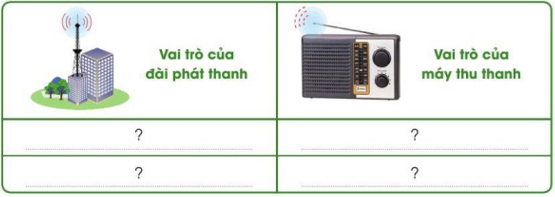 Vai trò của
đài phát thanh
Vai trò của
máy thu thanh
?
?
?
?